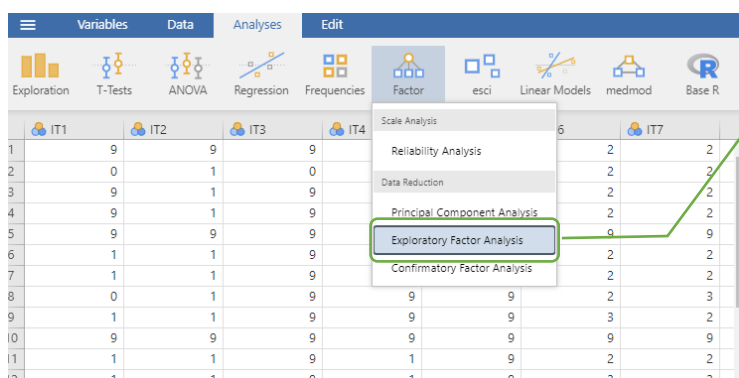 Variables Data Analyses Edit
Exploration T-Tests ANOVA Regression Frequencies Factor esci Linear Models medmod Base R
R
Scale Analysis
Reliability Analysis
Data Reduction
Principal Component Analysis
Exploratory Factor Analysis
Confirmatory Factor Analysis
IT1 IT2 IT3 IT4 6 IT7
1 9 9 9 2 2
2 0 1 0 2 2
3 9 1 9 2 2
4 9 1 9 2 2
5 9 9 9 9 9
6 1 1 9 2 2
7 1 1 9 2 2
8 0 1 9 9 9 2 3
9 1 1 9 9 9 3 2
10 9 9 9 9 9 9 9
11 1 1 9 1 9 2 2